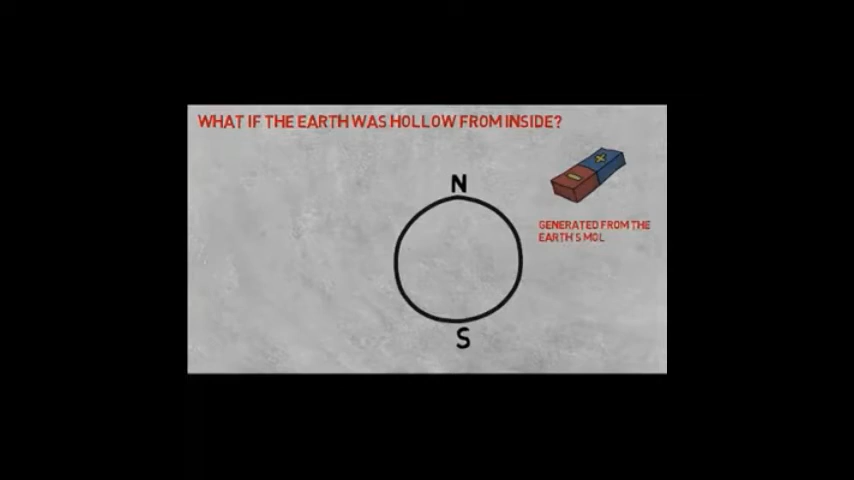 WHAT IF THE EARTH WAS HOLLOW FROM INSIDE?
N
+
-
GENERATED FROM THE
EARTH'S MOL
S